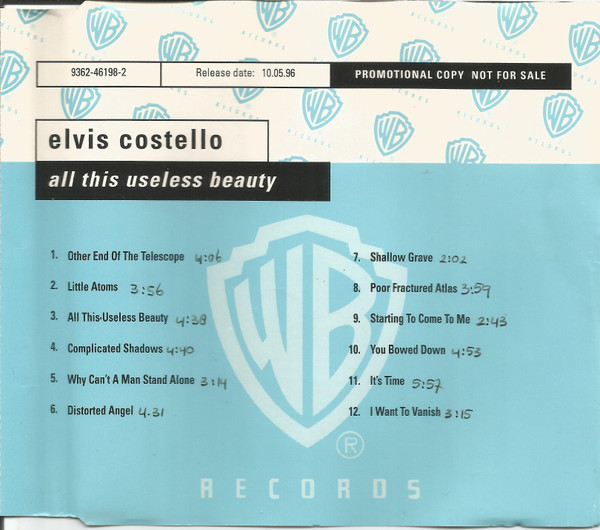 9362-46198-2
Release date: 10.05.96
PROMOTIONAL COPY NOT FOR SALE
elvis costello
all this useless beauty
1. Other End Of The Telescope 4:06
2. Little Atoms 3:56
3. All This Useless Beauty 4:38
4. Complicated Shadows 4:40
5. Why Can't A Man Stand Alone 3:14
6. Distorted Angel 4.31
7. Shallow Grave 2:02
8. Poor Fractured Atlas 3:59
9. Starting To Come To Me 2:43
10. You Bowed Down 4:53
11. It's Time 5:57
12. I Want To Vanish 3:15
WB
®
RECORDS